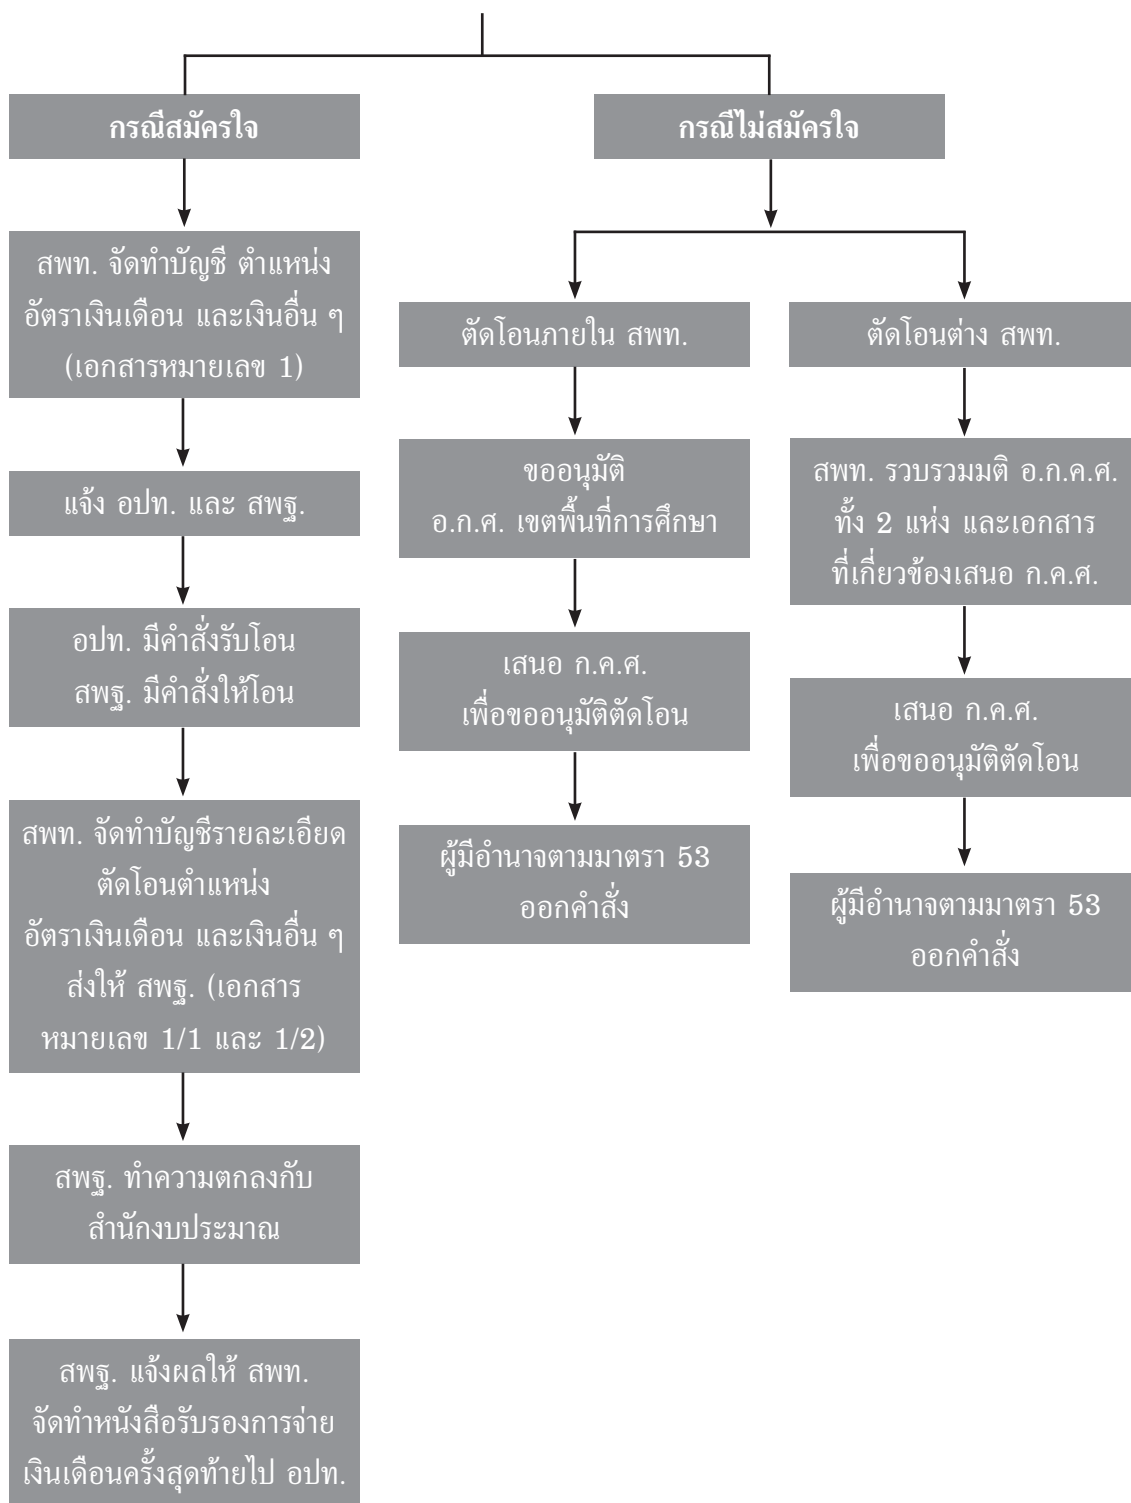 กรณีสมัครใจ
สพท. จัดทำบัญชี ตำแหน่ง
อัตราเงินเดือน และเงินอื่น ๆ
(เอกสารหมายเลข 1)
แจ้ง อปท. และ สพฐ.
อปท. มีคำสั่งรับโอน
สพฐ. มีคำสั่งให้โอน
สพท. จัดทำบัญชีรายละเอียด
ตัดโอนตำแหน่ง
อัตราเงินเดือน และเงินอื่น ๆ
ส่งให้ สพฐ. (เอกสาร
หมายเลข 1/1 และ 1/2)
สพฐ. ทำความตกลงกับ
สำนักงบประมาณ
สพฐ. แจ้งผลให้ สพท.
จัดทำหนังสือรับรองการจ่าย
เงินเดือนครั้งสุดท้ายไป อปท.
กรณีไม่สมัครใจ
ตัดโอนภายใน สพท.
ขออนุมัติ
อ.ก.ศ. เขตพื้นที่การศึกษา
เสนอ ก.ค.ศ.
เพื่อขออนุมัติตัดโอน
ผู้มีอำนาจตามมาตรา 53
ออกคำสั่ง
ตัดโอนต่าง สพท.
สพท. รวบรวมมติ อ.ก.ค.ศ.
ทั้ง 2 แห่ง และเอกสาร
ที่เกี่ยวข้องเสนอ ก.ค.ศ.
เสนอ ก.ค.ศ.
เพื่อขออนุมัติตัดโอน
ผู้มีอำนาจตามมาตรา 53
ออกคำสั่ง